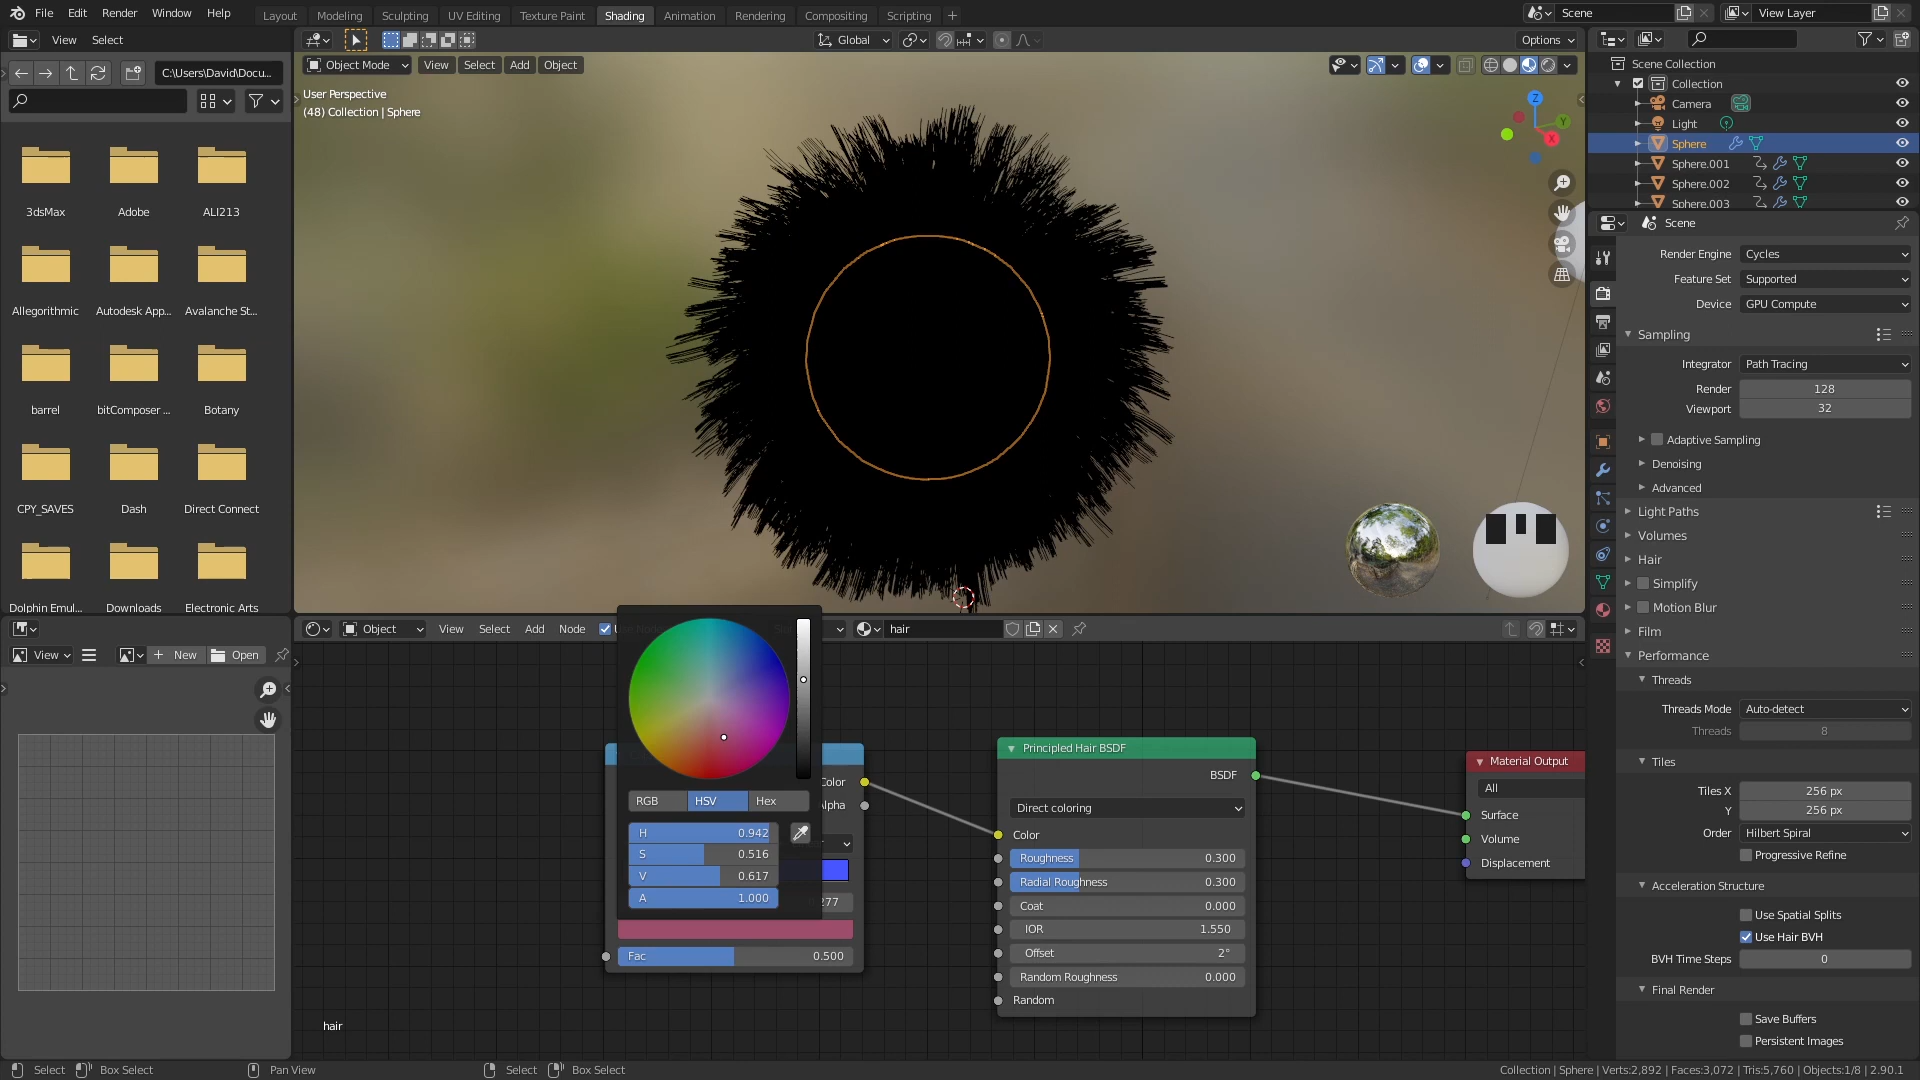 File Edit Render Window Help
Layout Modeling Sculpting UV Editing Texture Paint Shading Animation Rendering Compositing Scripting +
Scene View Layer
View Select
Global Options
C:\Users\David\Docu...
Object Mode View Select Add Object
User Perspective
(48) Collection | Sphere
Z
Y
X
3dsMax Adobe ALI213
Allegorithmic Autodesk App... Avalanche St...
barrel bitComposer ... Botany
CPY_SAVES Dash Direct Connect
Dolphin Emul... Downloads Electronic Arts
Scene Collection
Collection
Camera
Light
Sphere
Sphere.001
Sphere.002
Sphere.003
Scene
Render Engine Cycles
Feature Set Supported
Device GPU Compute
Sampling
Integrator Path Tracing
Render 128
Viewport 32
Adaptive Sampling
Denoising
Advanced
Light Paths
Volumes
Hair
Simplify
Motion Blur
Film
Performance
Threads
Threads Mode Auto-detect
Threads 8
Tiles
Tiles X 256 px
Y 256 px
Order Hilbert Spiral
Progressive Refine
Acceleration Structure
Use Spatial Splits
Use Hair BVH
BVH Time Steps 0
Final Render
Save Buffers
Persistent Images
View New Open
Object View Select Add Node hair
RGB HSV Hex
H 0.942
S 0.516
V 0.617
A 1.000
Color
Alpha
277
Fac 0.500
Principled Hair BSDF
BSDF
Direct coloring
Color
Roughness 0.300
Radial Roughness 0.300
Coat 0.000
IOR 1.550
Offset 2°
Random Roughness 0.000
Random
Material Output
All
Surface
Volume
Displacement
hair
Select Box Select Pan View Select Box Select
Collection | Sphere | Verts:2,892 | Faces:3,072 | Tris:5,760 | Objects:1/8 | 2.90.1